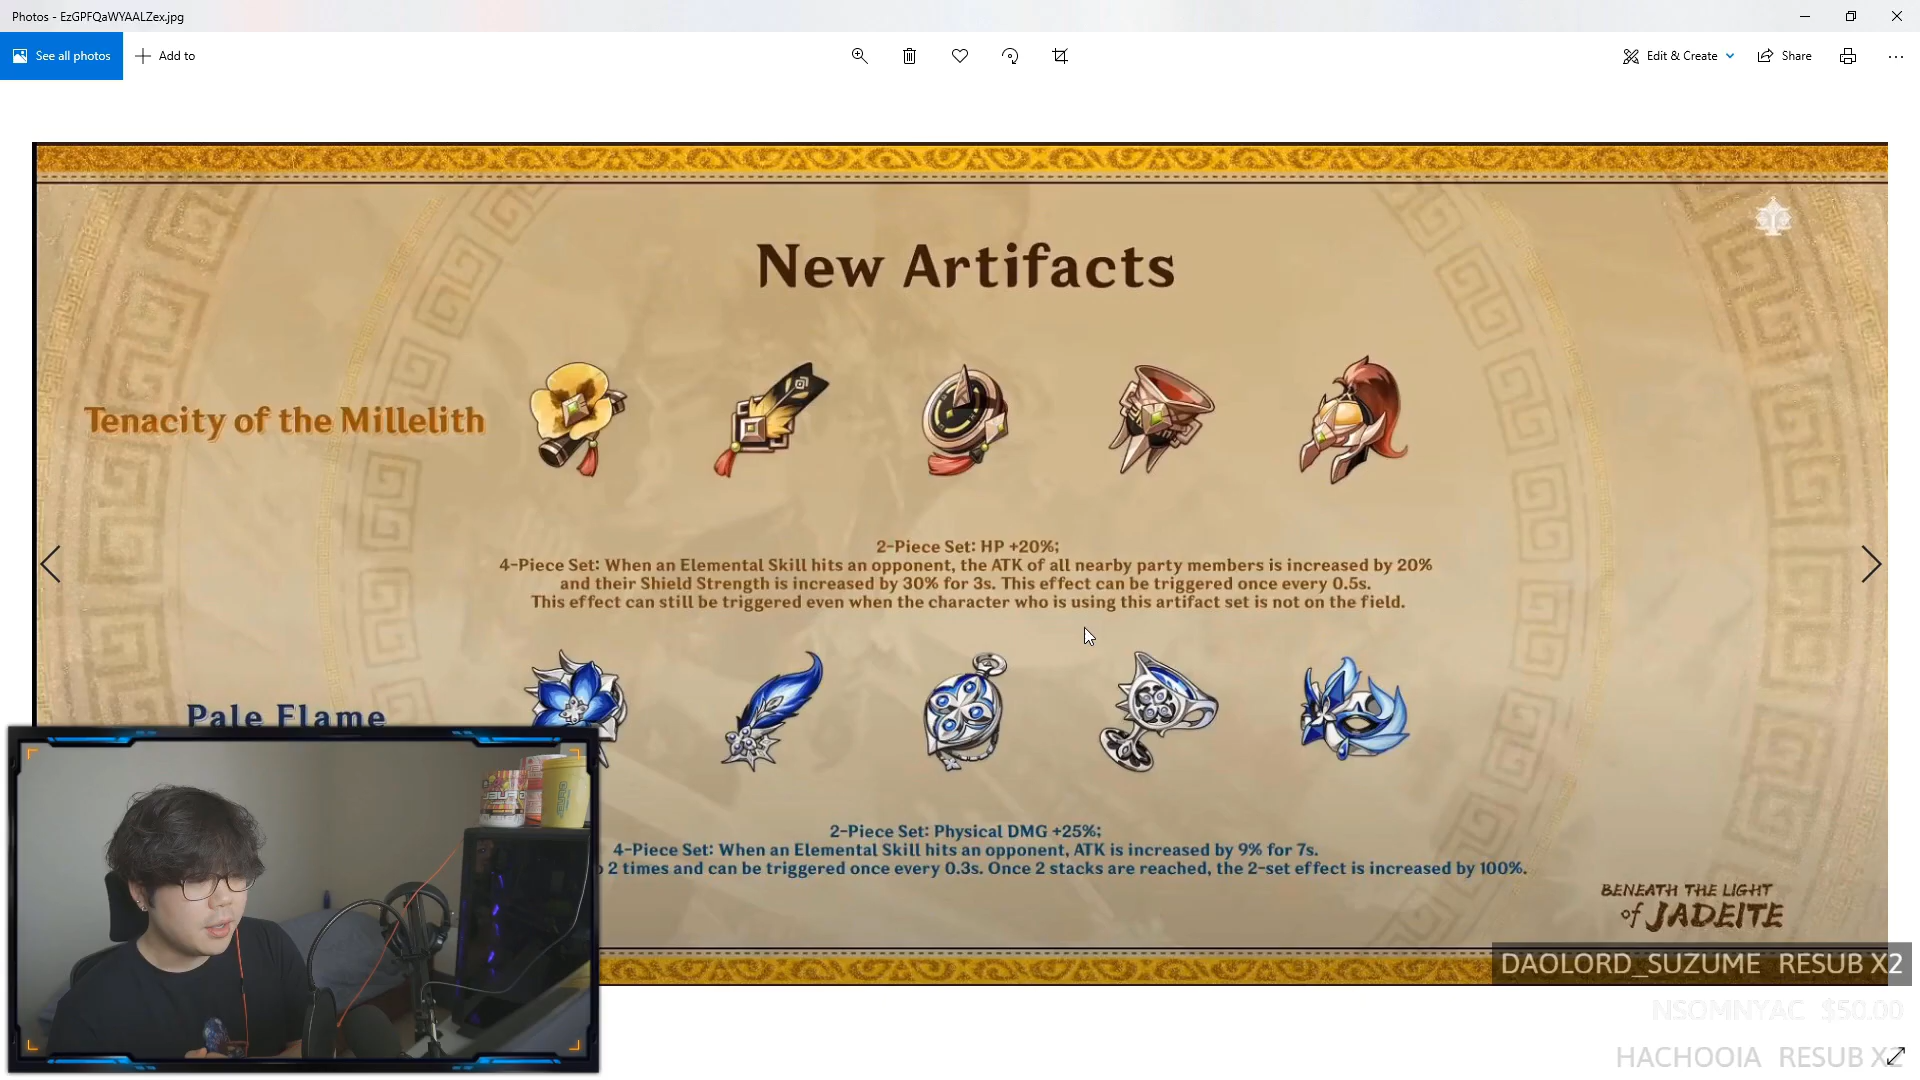 Photos - EzGPFQaWYAALZex.jpg
See all photos
Add to
Edit & Create
Share
New Artifacts
Tenacity of the Millelith
2-Piece Set: HP +20%;
4-Piece Set: When an Elemental Skill hits an opponent, the ATK of all nearby party members is increased by 20%
and their Shield Strength is increased by 30% for 3s. This effect can be triggered once every 0.5s.
This effect can still be triggered even when the character who is using this artifact set is not on the field.
Pale Flame
2-Piece Set: Physical DMG +25%;
4-Piece Set: When an Elemental Skill hits an opponent, ATK is increased by 9% for 7s.
2 times and can be triggered once every 0.3s. Once 2 stacks are reached, the 2-set effect is increased by 100%.
BENEATH THE LIGHT
of JADEITE
DAOLORD_SUZUME RESUB X2
NSOMNYAC $50.00
HACHOOIA RESUB X2